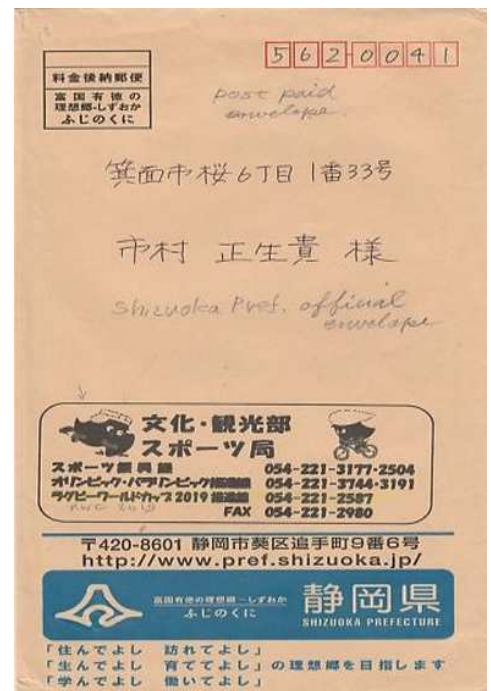 562-0041
料金後納郵便
富国有徳の
理想郷-しずおか
ふじのくに
post paid
envelope.
箕面市桜6丁目1番33号
市村 正生貴 様
Shizuoka Pref. official
envelope
文化・観光部
スポーツ局
スポーツ振興課 054-221-3177・2504
オリンピック・パラリンピック推進課 054-221-3744・3191
ラグビーワールドカップ2019推進課 054-221-2587
RWC 2019
FAX 054-221-2980
〒420-8601 静岡市葵区追手町9番6号
http://www.pref.shizuoka.jp/
富国有徳の理想郷-しずおか
ふじのくに
静岡県
SHIZUOKA PREFECTURE
「住んでよし 訪れてよし」
「生んでよし 育ててよし」の理想郷を目指します
「学んでよし 働いてよし」